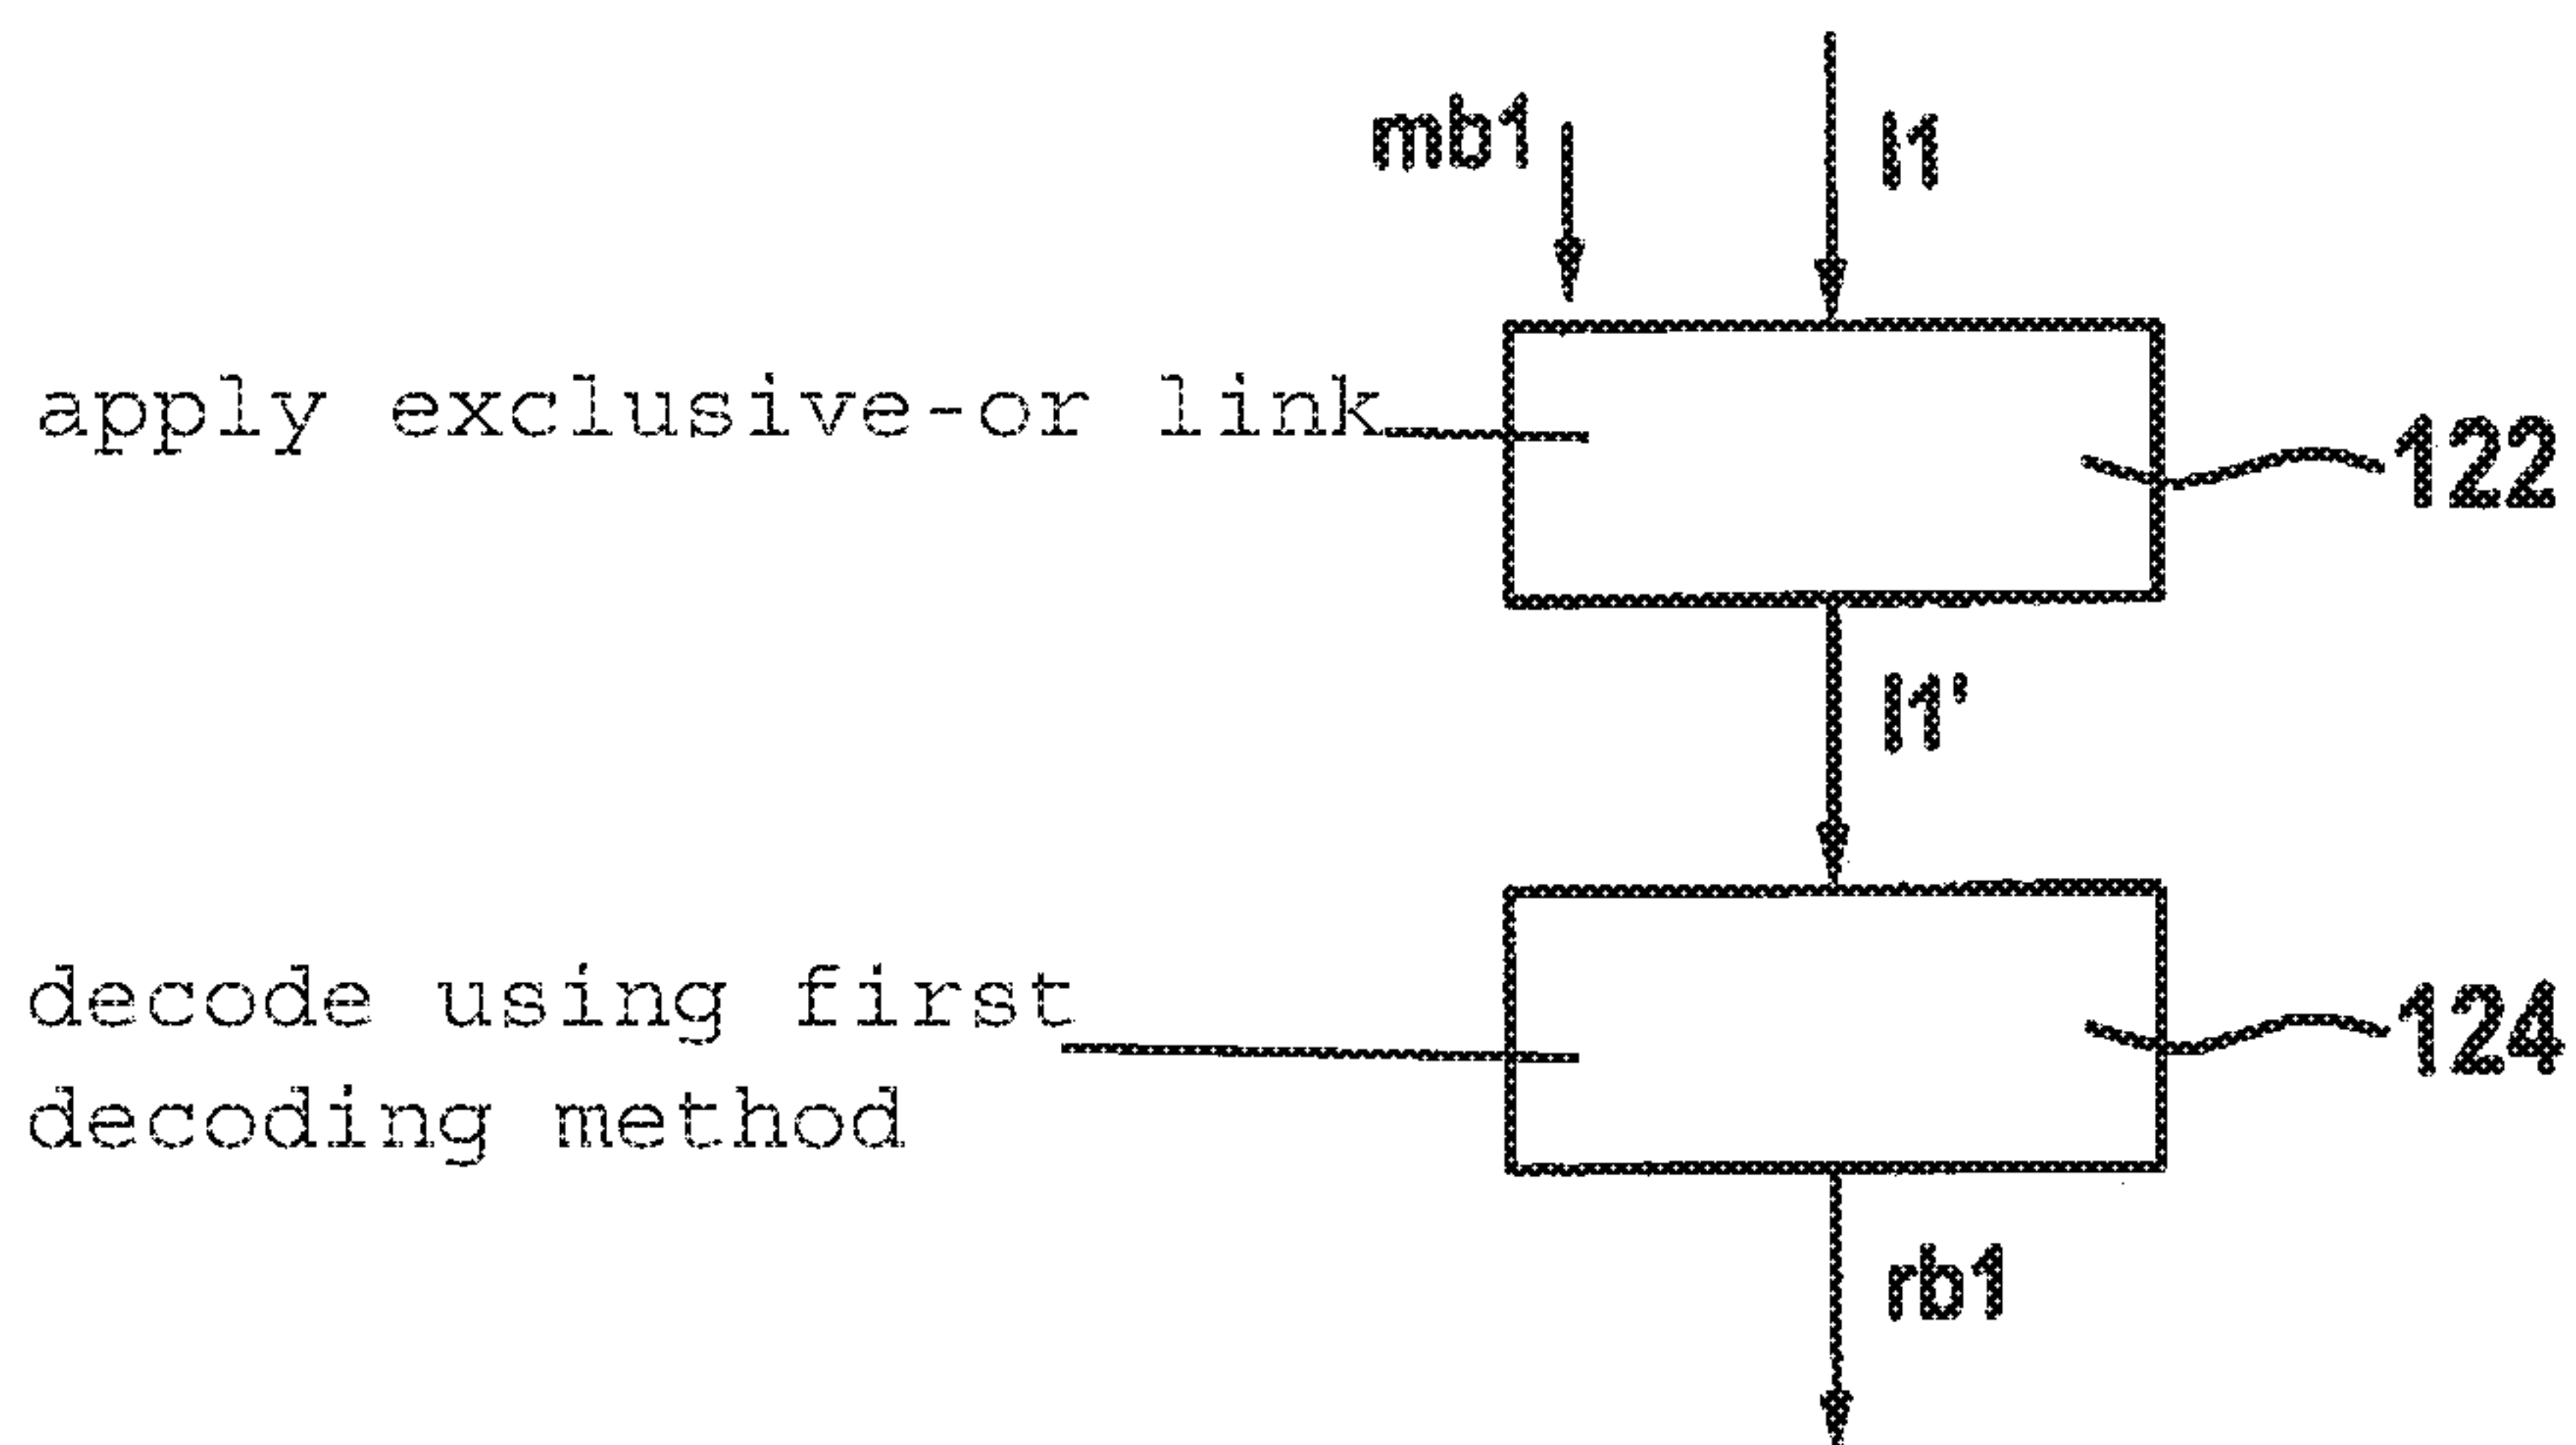 mb1
l1
apply exclusive-or link
122
l1'
decode using first
decoding method
124
rb1